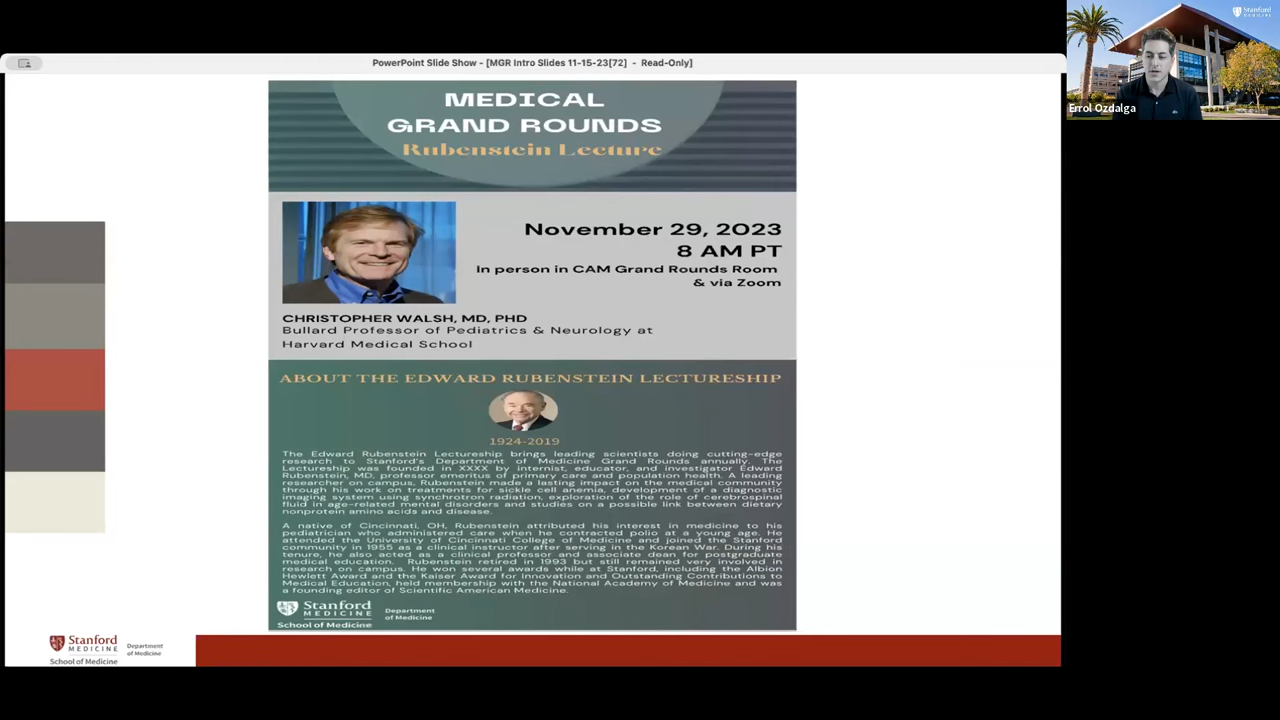 PowerPoint Slide Show - [MGR Intro Slides 11-15-23[72] - Read-Only]
Stanford
MEDICINE
Errol Ozdalga
MEDICAL
GRAND ROUNDS
Rubenstein Lecture
November 29, 2023
8 AM PT
In person in CAM Grand Rounds Room
& via Zoom
CHRISTOPHER WALSH, MD, PHD
Bullard Professor of Pediatrics & Neurology at
Harvard Medical School
ABOUT THE EDWARD RUBENSTEIN LECTURESHIP
1924-2019
The Edward Rubenstein Lectureship brings leading scientists doing cutting-edge
research to Stanford's Department of Medicine Grand Rounds annually. The
Lectureship was founded in XXXX by internist, educator, and investigator Edward
Rubenstein, MD, professor emeritus of primary care and population health. A leading
researcher on campus, Rubenstein made a lasting impact on the medical community
through his work on treatments for sickle cell anemia, development of a diagnostic
imaging system using synchrotron radiation, exploration of the role of cerebrospinal
fluid in age-related mental disorders and studies on a possible link between dietary
nonprotein amino acids and disease.
A native of Cincinnati, OH, Rubenstein attributed his interest in medicine to his
pediatrician who administered care when he contracted polio at a young age. He
attended the University of Cincinnati College of Medicine and joined the Stanford
community in 1955 as a clinical instructor after serving in the Korean War. During his
tenure, he also acted as a clinical professor and associate dean for postgraduate
medical education. Rubenstein retired in 1993 but still remained very involved in
research on campus. He won several awards while at Stanford, including the Albion
Hewlett Award and the Kaiser Award for Innovation and Outstanding Contributions to
Medical Education, held membership with the National Academy of Medicine and was
a founding editor of Scientific American Medicine.
Stanford
MEDICINE
School of Medicine
Department
of Medicine
Stanford
MEDICINE
School of Medicine
Department
of Medicine